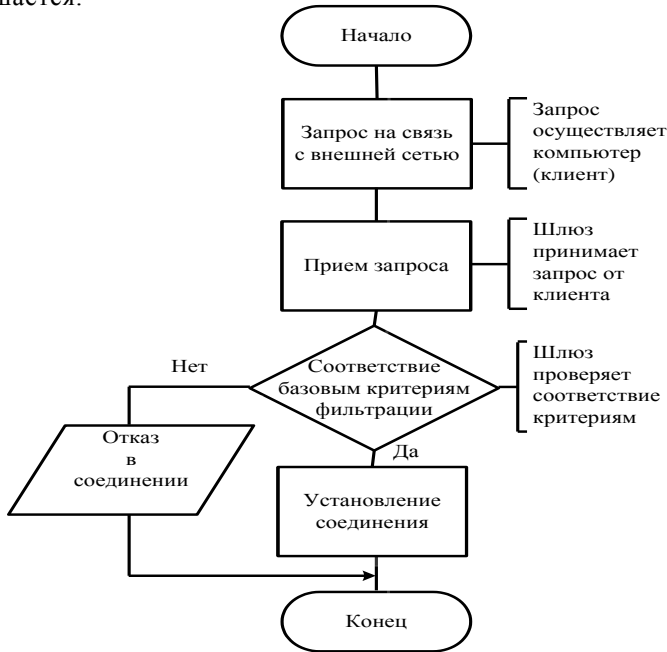 Начало
Запрос на связь
с внешней сетью
Запрос
осуществляет
компьютер
(клиент)
Прием запроса
Шлюз
принимает
запрос от
клиента
Нет
Соответствие
базовым критериям
фильтрации
Шлюз
проверяет
соответствие
критериям
Отказ
в
соединении
Да
Установление
соединения
Конец